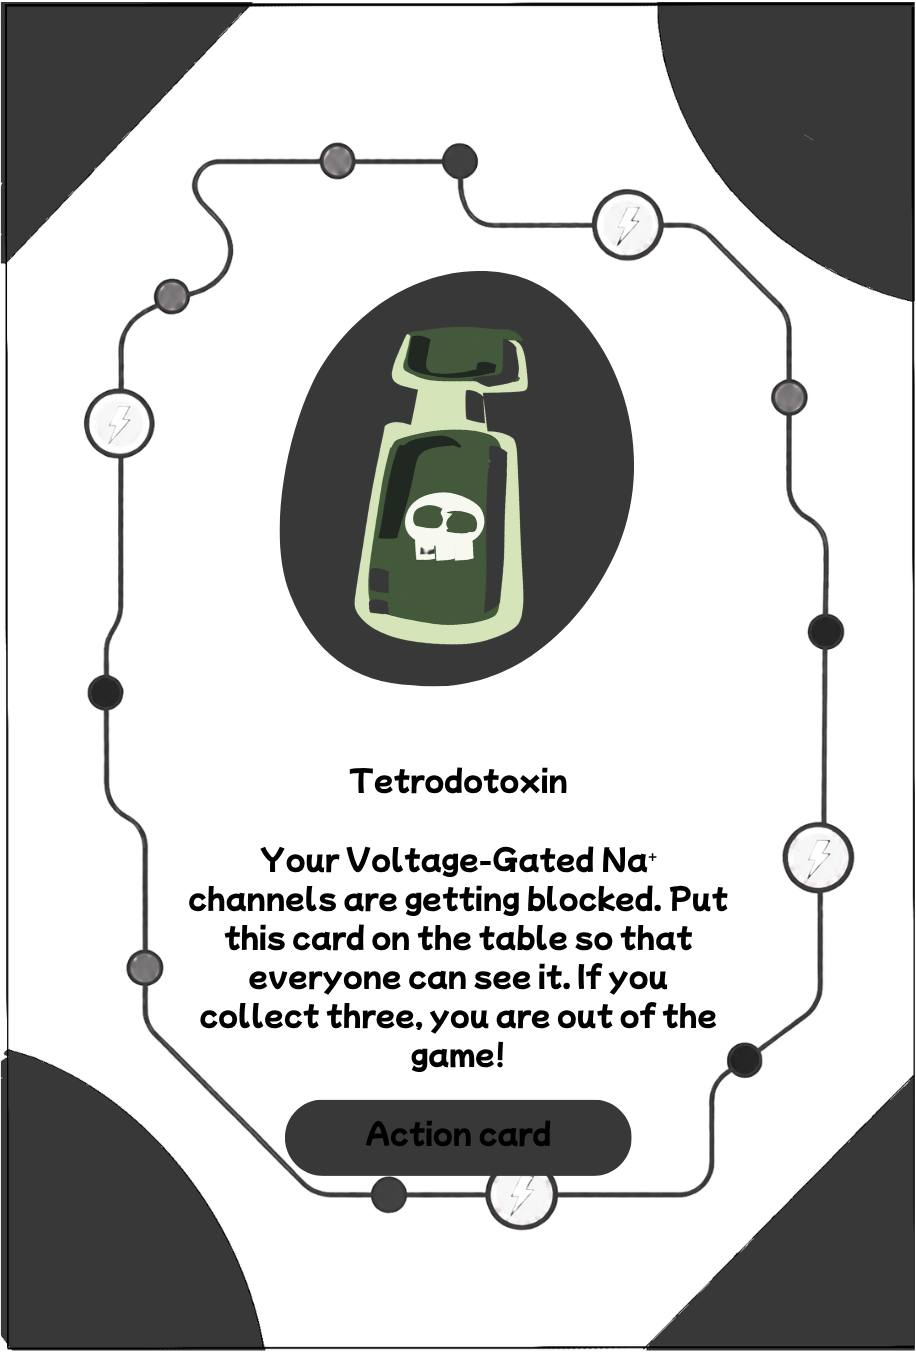 Tetrodotoxin
Your Voltage-Gated Na⁺
channels are getting blocked. Put
this card on the table so that
everyone can see it. If you
collect three, you are out of the
game!
Action card